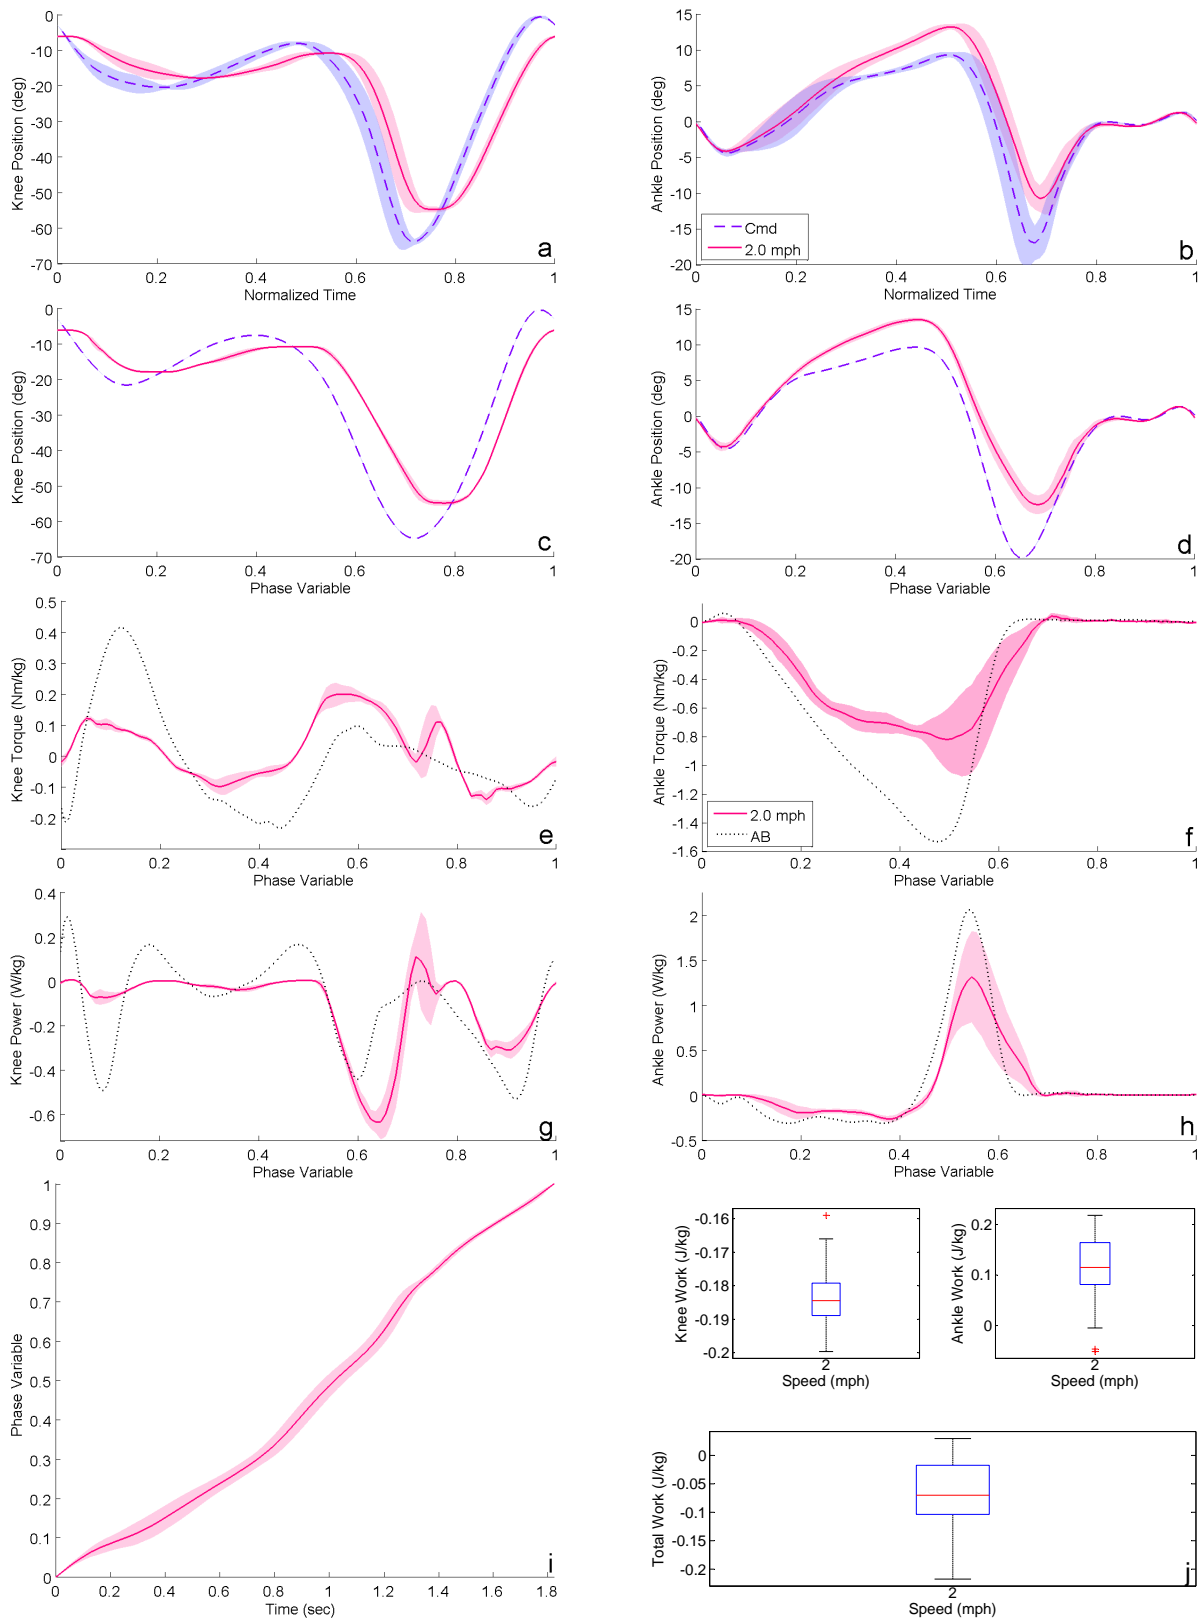 0
-10
-20
-30
-40
-50
-60
-70
Knee Position (deg)
0 0.2 0.4 0.6 0.8 1
Normalized Time
a
15
10
5
0
-5
-10
-15
-20
Ankle Position (deg)
Cmd
2.0 mph
0 0.2 0.4 0.6 0.8 1
Normalized Time
b
0
-10
-20
-30
-40
-50
-60
-70
Knee Position (deg)
0 0.2 0.4 0.6 0.8 1
Phase Variable
c
15
10
5
0
-5
-10
-15
-20
Ankle Position (deg)
0 0.2 0.4 0.6 0.8 1
Phase Variable
d
0.5
0.4
0.3
0.2
0.1
0
-0.1
-0.2
Knee Torque (Nm/kg)
0 0.2 0.4 0.6 0.8 1
Phase Variable
e
0
-0.2
-0.4
-0.6
-0.8
-1
-1.2
-1.4
-1.6
Ankle Torque (Nm/kg)
2.0 mph
AB
0 0.2 0.4 0.6 0.8 1
Phase Variable
f
0.4
0.2
0
-0.2
-0.4
-0.6
Knee Power (W/kg)
0 0.2 0.4 0.6 0.8 1
Phase Variable
g
2
1.5
1
0.5
0
-0.5
Ankle Power (W/kg)
0 0.2 0.4 0.6 0.8 1
Phase Variable
h
1
0.9
0.8
0.7
0.6
0.5
0.4
0.3
0.2
0.1
0
Phase Variable
0 0.2 0.4 0.6 0.8 1 1.2 1.4 1.6 1.8
Time (sec)
i
-0.16
-0.17
-0.18
-0.19
-0.2
Knee Work (J/kg)
2
Speed (mph)
0.2
0.1
0
Ankle Work (J/kg)
2
Speed (mph)
0
-0.05
-0.1
-0.15
-0.2
Total Work (J/kg)
2
Speed (mph)
j